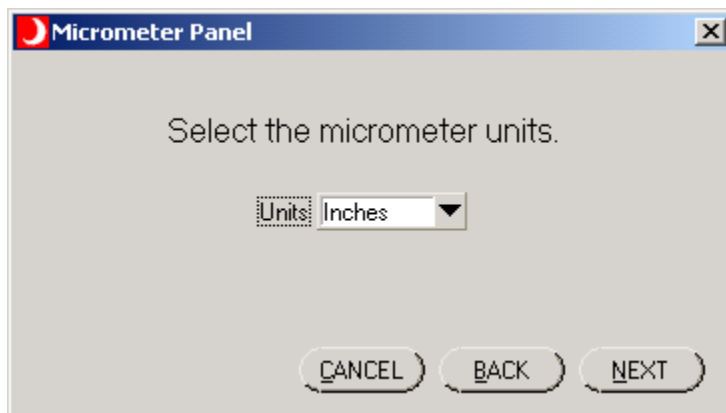 Micrometer Panel
Select the micrometer units.
Units Inches
CANCEL BACK NEXT